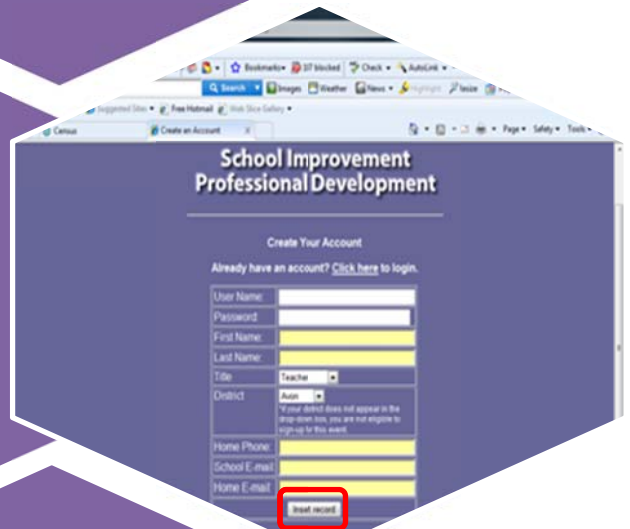 Bookmarks 317 blocked Check AutoLink
Search Images Weather News
Suggested Sites Free Hotmail Web Slice Gallery
Census Create an Account X Page Safety Tools
School Improvement
Professional Development
Create Your Account
Already have an account? Click here to login.
User Name:
Password:
First Name:
Last Name:
Title Teacher
District Avon
*If your district does not appear in the
drop-down box, you are not eligible to
sign-up for this event.
Home Phone:
School E-mail:
Home E-mail:
Insert record